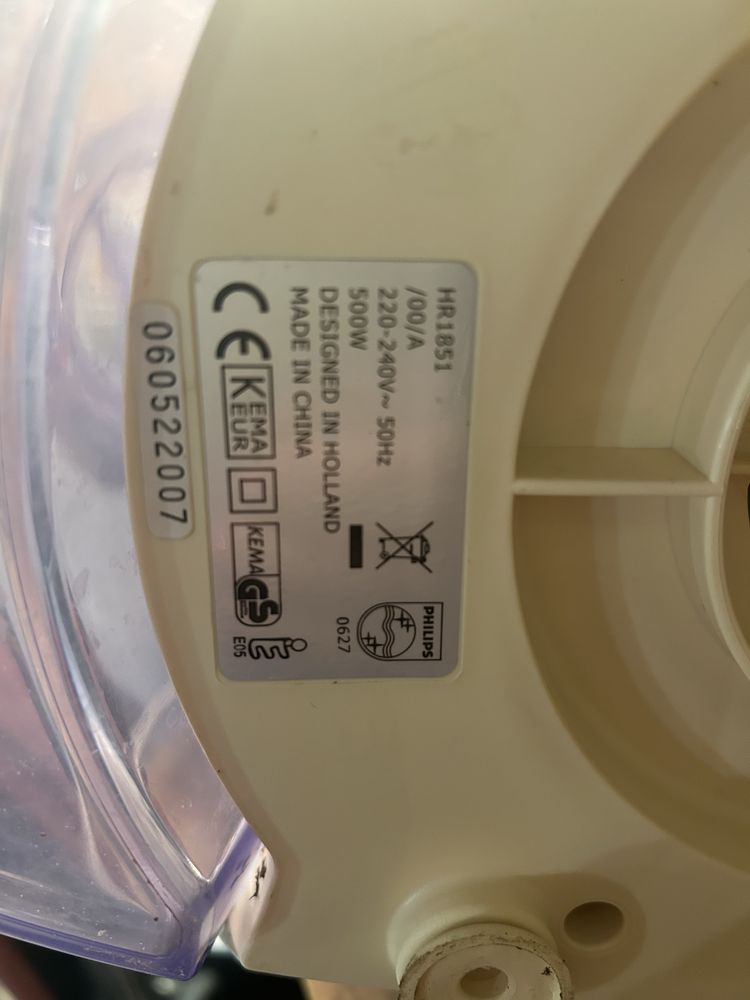 HR1851
/00/A
220-240V~ 50Hz
500W
DESIGNED IN HOLLAND
MADE IN CHINA
PHILIPS
0627
CE
KEMA
EUR
KEMA
GS
E05
060522007